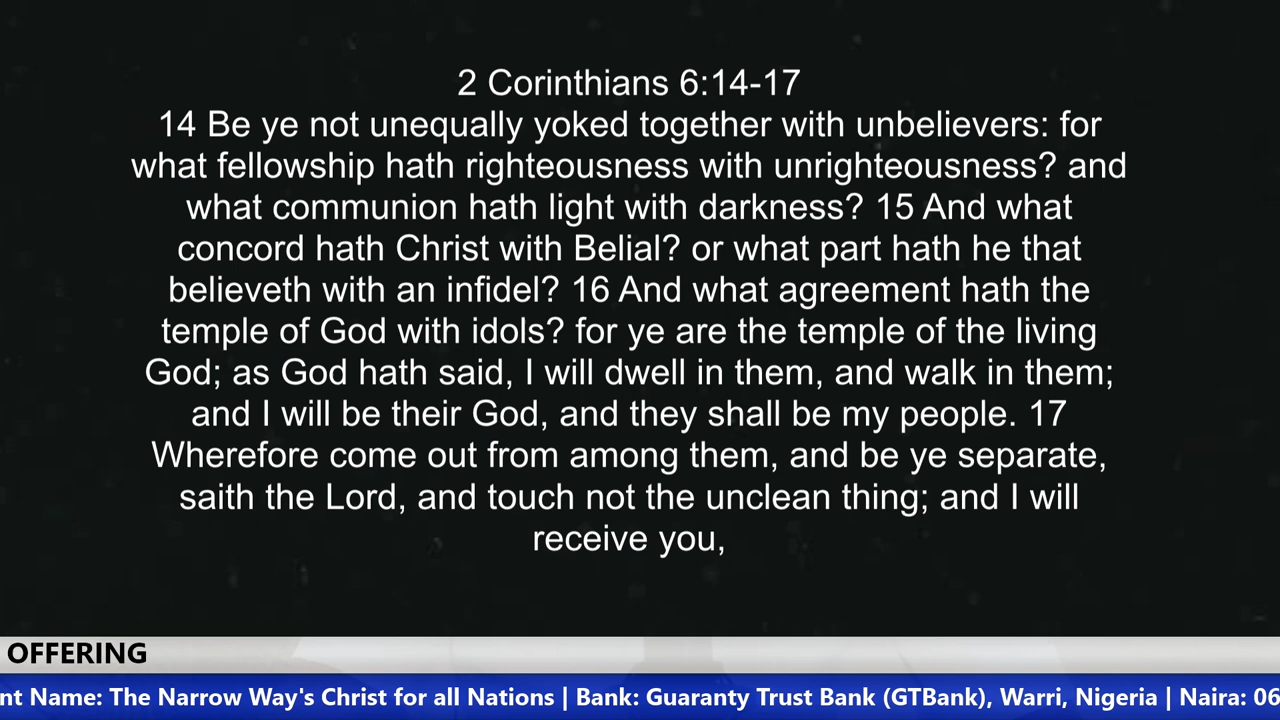 2 Corinthians 6:14-17
14 Be ye not unequally yoked together with unbelievers: for
what fellowship hath righteousness with unrighteousness? and
what communion hath light with darkness? 15 And what
concord hath Christ with Belial? or what part hath he that
believeth with an infidel? 16 And what agreement hath the
temple of God with idols? for ye are the temple of the living
God; as God hath said, I will dwell in them, and walk in them;
and I will be their God, and they shall be my people. 17
Wherefore come out from among them, and be ye separate,
saith the Lord, and touch not the unclean thing; and I will
receive you,
OFFERING
nt Name: The Narrow Way's Christ for all Nations | Bank: Guaranty Trust Bank (GTBank), Warri, Nigeria | Naira: 06